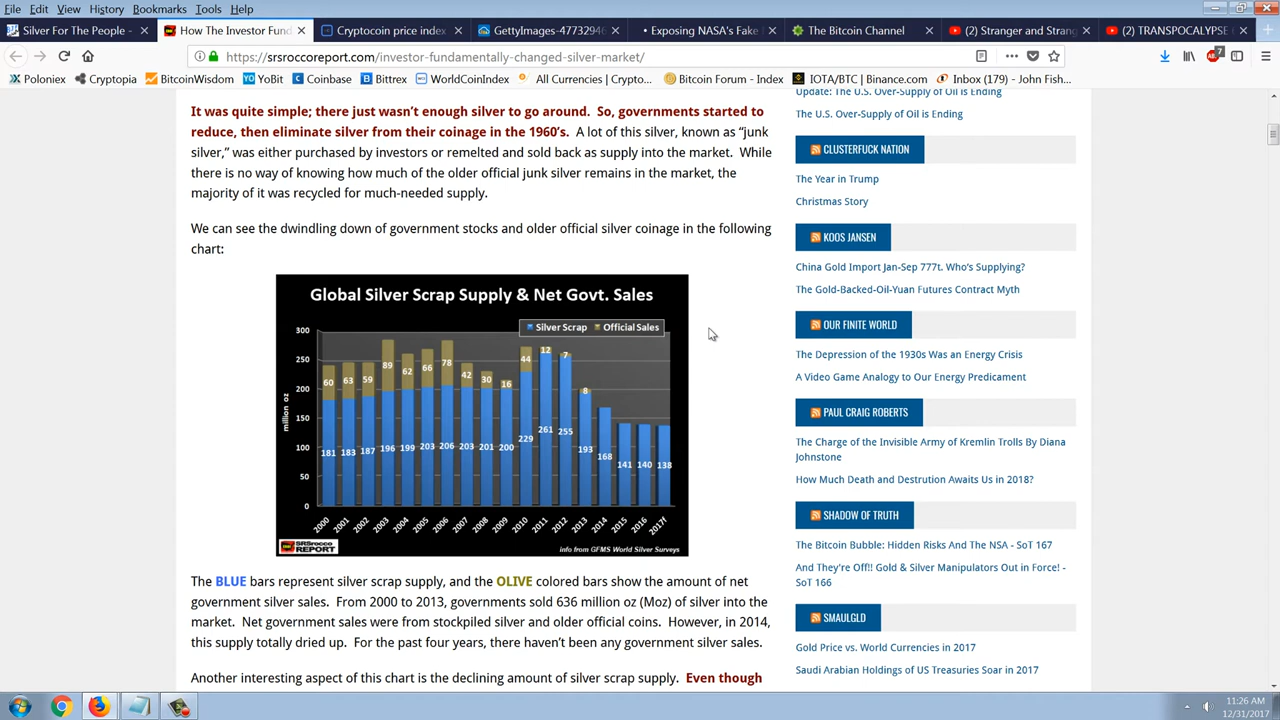 File Edit View History Bookmarks Tools Help
Silver For The People -
How The Investor Fund
Cryptocoin price index
GettyImages-47732946
Exposing NASA's Fake
The Bitcoin Channel
(2) Stranger and Strang
(2) TRANSPOCALYPSE
https://srsroccoreport.com/investor-fundamentally-changed-silver-market/
7
Poloniex Cryptopia BitcoinWisdom YoBit Coinbase Bittrex WorldCoinIndex All Currencies | Crypto... Bitcoin Forum - Index IOTA/BTC | Binance.com Inbox (179) - John Fish...
It was quite simple; there just wasn't enough silver to go around. So, governments started to
reduce, then eliminate silver from their coinage in the 1960's. A lot of this silver, known as "junk
silver," was either purchased by investors or remelted and sold back as supply into the market. While
there is no way of knowing how much of the older official junk silver remains in the market, the
majority of it was recycled for much-needed supply.
We can see the dwindling down of government stocks and older official silver coinage in the following
chart:
Global Silver Scrap Supply & Net Govt. Sales
Silver Scrap Official Sales
million oz
300
250
200
150
100
50
0
60 63 59 89 62 66 78 42 30 16 44 12 7 8
181 183 187 196 199 203 206 203 201 200 229 261 255 193 168 141 140 138
2000 2001 2002 2003 2004 2005 2006 2007 2008 2009 2010 2011 2012 2013 2014 2015 2016 2017f
SRSrocco
REPORT
info from GFMS World Silver Surveys
The BLUE bars represent silver scrap supply, and the OLIVE colored bars show the amount of net
government silver sales. From 2000 to 2013, governments sold 636 million oz (Moz) of silver into the
market. Net government sales were from stockpiled silver and older official coins. However, in 2014,
this supply totally dried up. For the past four years, there haven't been any government silver sales.
Another interesting aspect of this chart is the declining amount of silver scrap supply. Even though
Update: The U.S. Over-Supply of Oil is Ending
The U.S. Over-Supply of Oil is Ending
CLUSTERFUCK NATION
The Year in Trump
Christmas Story
KOOS JANSEN
China Gold Import Jan-Sep 777t. Who's Supplying?
The Gold-Backed-Oil-Yuan Futures Contract Myth
OUR FINITE WORLD
The Depression of the 1930s Was an Energy Crisis
A Video Game Analogy to Our Energy Predicament
PAUL CRAIG ROBERTS
The Charge of the Invisible Army of Kremlin Trolls By Diana
Johnstone
How Much Death and Destrution Awaits Us in 2018?
SHADOW OF TRUTH
The Bitcoin Bubble: Hidden Risks And The NSA - SoT 167
And They're Off!! Gold & Silver Manipulators Out in Force! -
SoT 166
SMAULGLD
Gold Price vs. World Currencies in 2017
Saudi Arabian Holdings of US Treasuries Soar in 2017
11:26 AM
12/31/2017